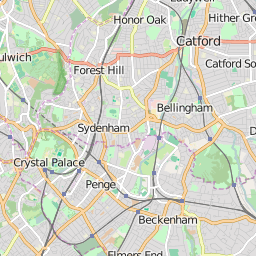 Honor Oak
Hither Gre
Catford
ulwich
Forest Hill
Catford So
Bellingham
Sydenham
Crystal Palace
Penge
Beckenham
Elmers End